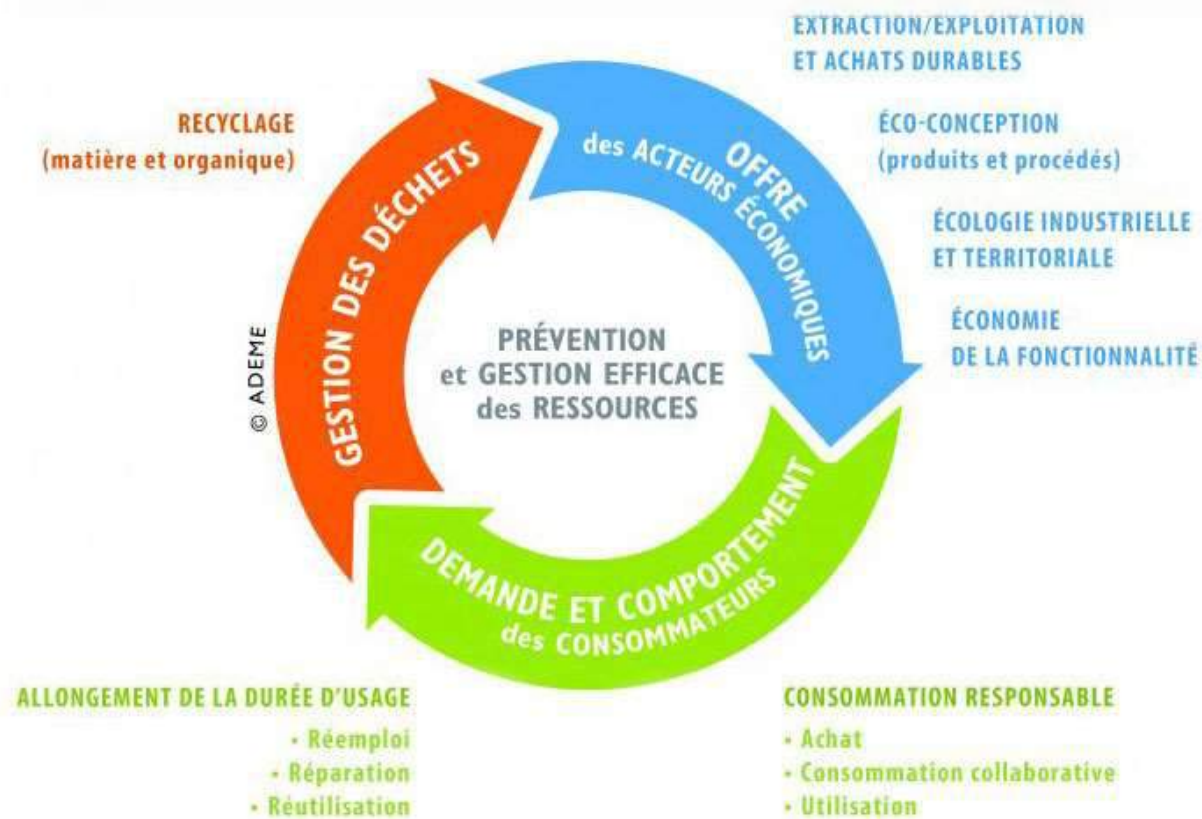 EXTRACTION/EXPLOITATION
ET ACHATS DURABLES
RECYCLAGE
(matière et organique)
ÉCO-CONCEPTION
(produits et procédés)
ÉCOLOGIE INDUSTRIELLE
ET TERRITORIALE
ÉCONOMIE
DE LA FONCTIONNALITÉ
OFFRE
des ACTEURS ÉCONOMIQUES
GESTION DES DÉCHETS
© ADEME
PRÉVENTION
et GESTION EFFICACE
des RESSOURCES
DEMANDE ET COMPORTEMENT
des CONSOMMATEURS
ALLONGEMENT DE LA DURÉE D'USAGE
• Réemploi
• Réparation
• Réutilisation
CONSOMMATION RESPONSABLE
• Achat
• Consommation collaborative
• Utilisation